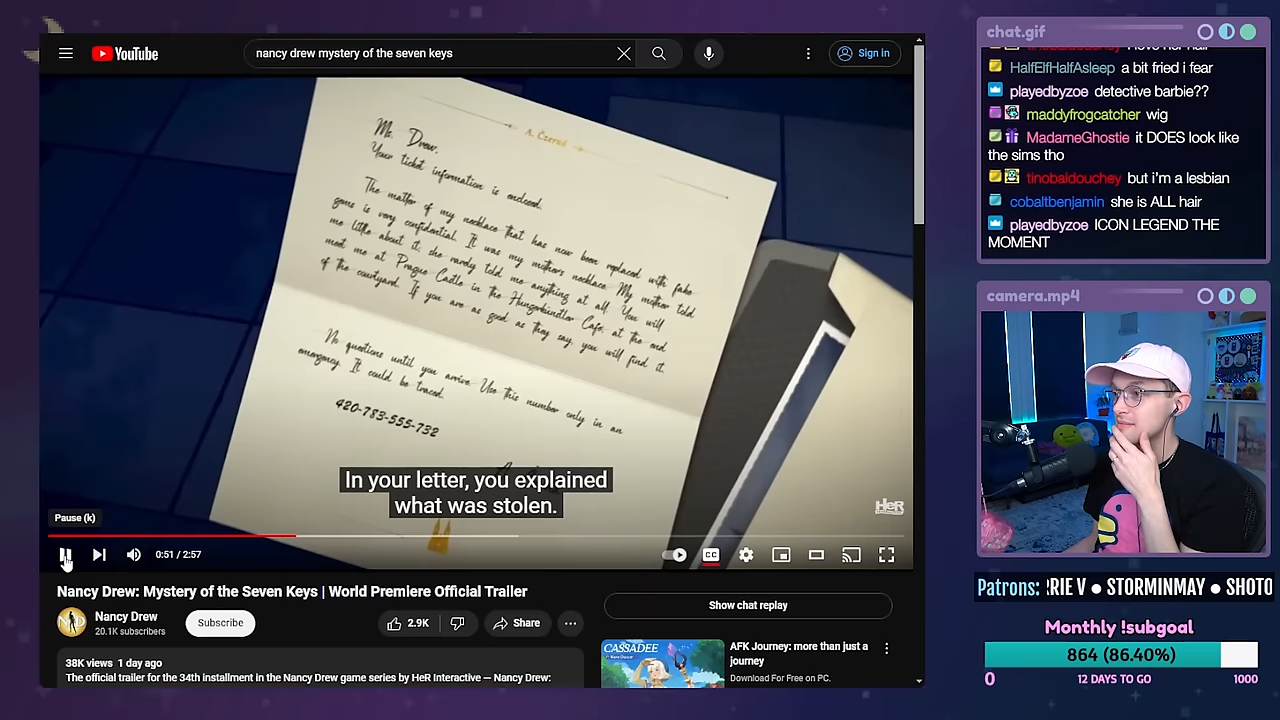 YouTube
nancy drew mystery of the seven keys
Sign in
A. Černá
Ms. Drew,
Your ticket information is enclosed.
The matter of my necklace that has now been replaced with fake
gems is very confidential. It was my mothers necklace. My mother told
me little about it; she rarely told me anything at all. You will
meet me at Prague Castle in the Hungerkünstler Cafe, at the end
of the courtyard. If you are as good as they say, you will find it.
No questions until you arrive. Use this number only in an
emergency. It could be traced.
420-783-555-732
In your letter, you explained
what was stolen.
HeR
Pause (k)
0:51 / 2:57
CC
Nancy Drew: Mystery of the Seven Keys | World Premiere Official Trailer
Nancy Drew
20.1K subscribers
Subscribe
2.9K
Share
38K views 1 day ago
The official trailer for the 34th installment in the Nancy Drew game series by HeR Interactive — Nancy Drew:
Show chat replay
CASSADEE
AFK Journey: more than just a
journey
Download For Free on PC.
chat.gif
tinobaldouchey i love her hair
HalfElfHalfAsleep a bit fried i fear
playedbyzoe detective barbie??
maddyfrogcatcher wig
MadameGhostie it DOES look like
the sims tho
tinobaldouchey but i'm a lesbian
cobaltbenjamin she is ALL hair
playedbyzoe ICON LEGEND THE
MOMENT
camera.mp4
Patrons: RRIE V ● STORMINMAY ● SHOTO
Monthly !subgoal
864 (86.40%)
0 12 DAYS TO GO 1000